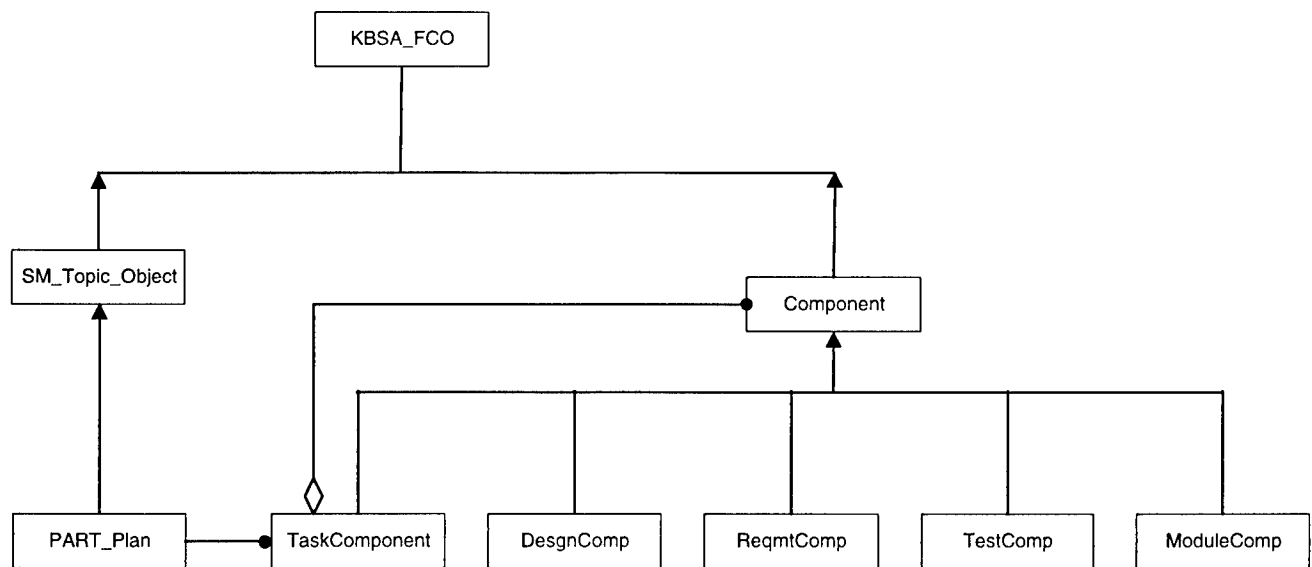 KBSA_FCO
SM_Topic_Object
Component
PART_Plan
TaskComponent
DesgnComp
ReqmtComp
TestComp
ModuleComp